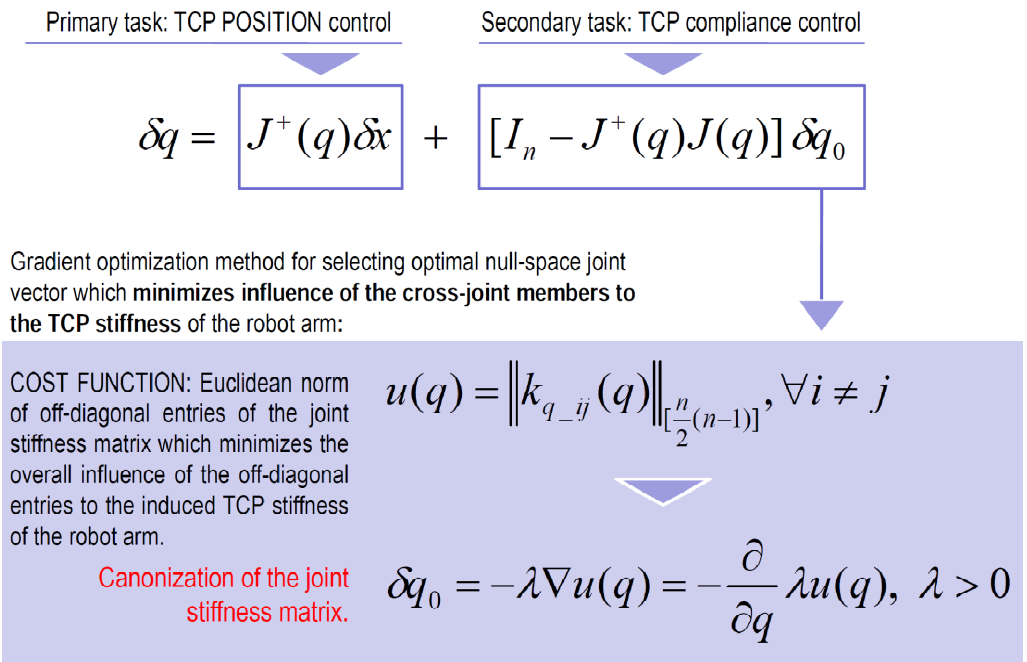 Primary task: TCP POSITION control
Secondary task: TCP compliance control
δq = J⁺(q)δx + [Iₙ − J⁺(q)J(q)] δq₀
Gradient optimization method for selecting optimal null-space joint
vector which minimizes influence of the cross-joint members to
the TCP stiffness of the robot arm:
COST FUNCTION: Euclidean norm
of off-diagonal entries of the joint
stiffness matrix which minimizes the
overall influence of the off-diagonal
entries to the induced TCP stiffness
of the robot arm.
u(q) = ‖k_{q_ij}(q)‖_{[n/2(n−1)]}, ∀i ≠ j
Canonization of the joint
stiffness matrix.
δq₀ = −λ∇u(q) = −∂/∂q λu(q), λ > 0